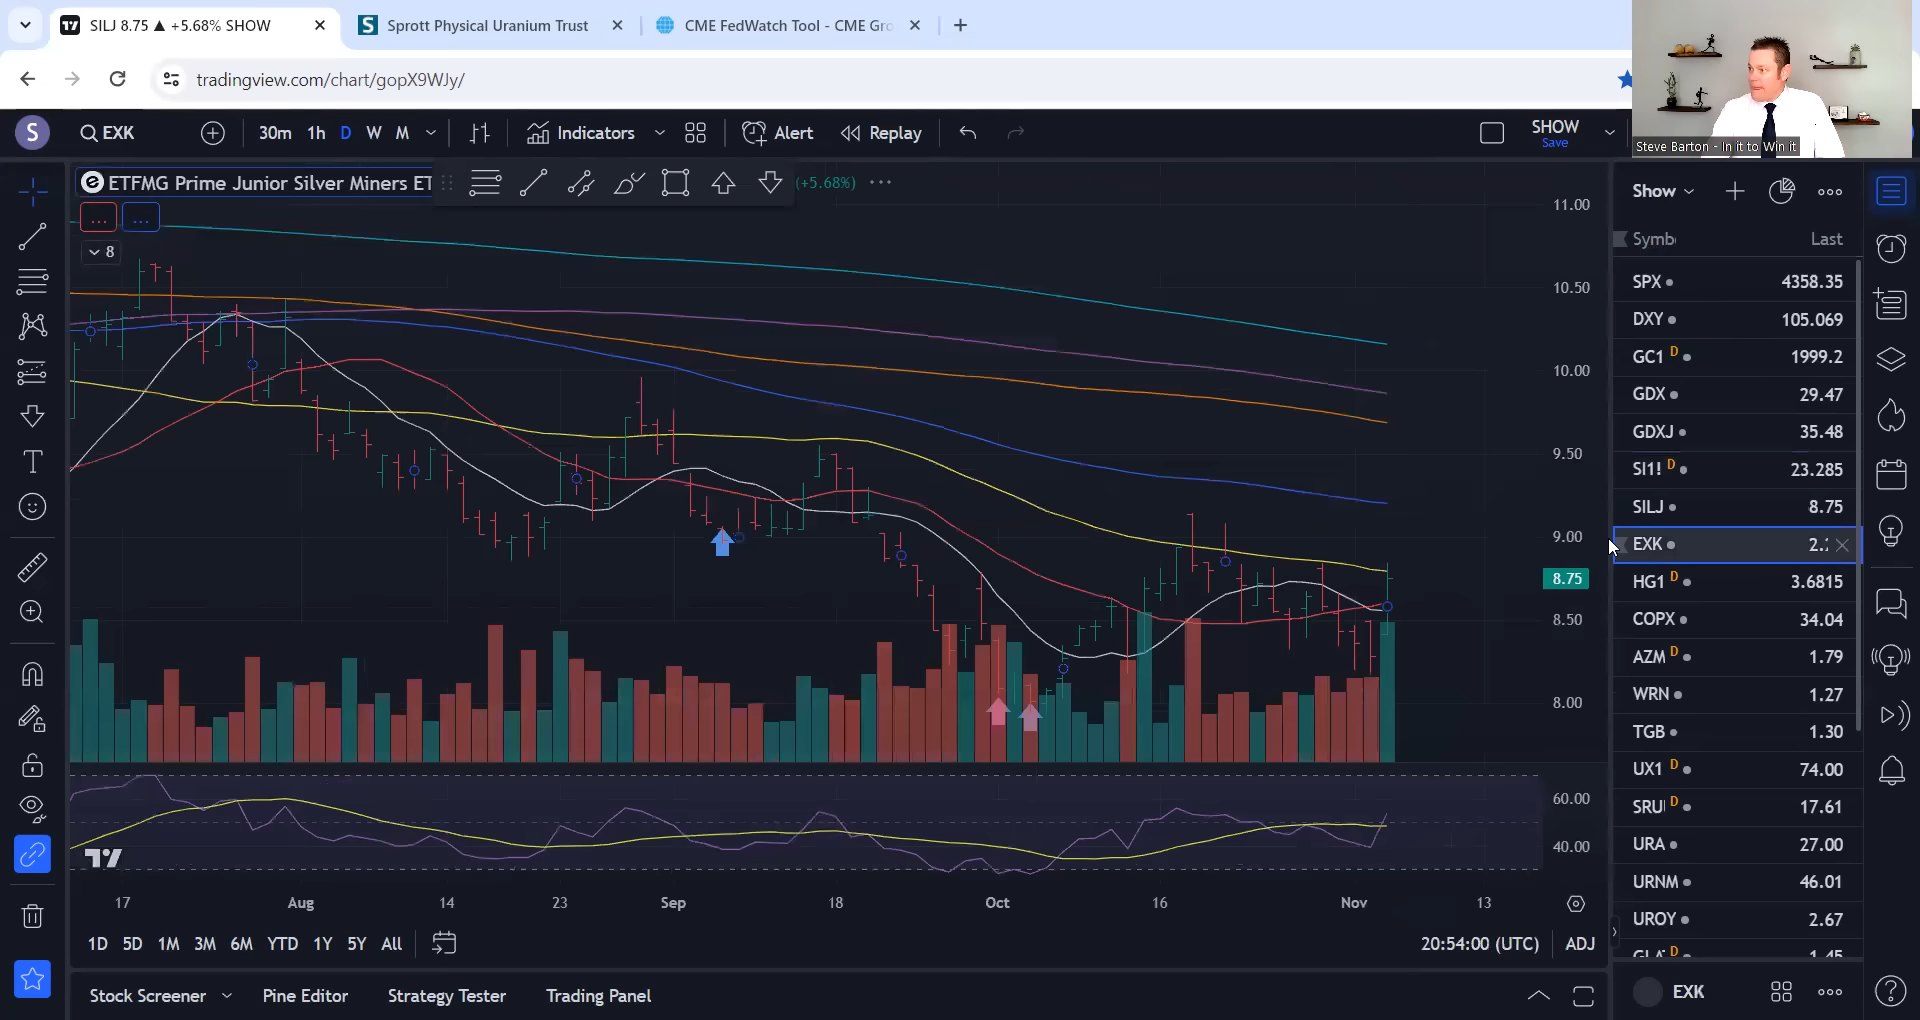 SILJ 8.75 ▲ +5.68% SHOW
Sprott Physical Uranium Trust
CME FedWatch Tool - CME Gro
tradingview.com/chart/gopX9WJy/
Steve Barton - In it to Win it
S
EXK
30m 1h D W M
Indicators
Alert
Replay
SHOW
Save
ETFMG Prime Junior Silver Miners ET
(+5.68%)
8
11.00
10.50
10.00
9.50
9.00
8.75
8.50
8.00
60.00
40.00
17 Aug 14 23 Sep 18 Oct 16 Nov 13
1D 5D 1M 3M 6M YTD 1Y 5Y All
20:54:00 (UTC) ADJ
Stock Screener Pine Editor Strategy Tester Trading Panel
Show
Symb Last
SPX 4358.35
DXY 105.069
GC1 D 1999.2
GDX 29.47
GDXJ 35.48
SI1! D 23.285
SILJ 8.75
EXK
HG1 D 3.6815
COPX 34.04
AZM D 1.79
WRN 1.27
TGB 1.30
UX1 D 74.00
SRU D 17.61
URA 27.00
URNM 46.01
UROY 2.67
D 1.45
EXK